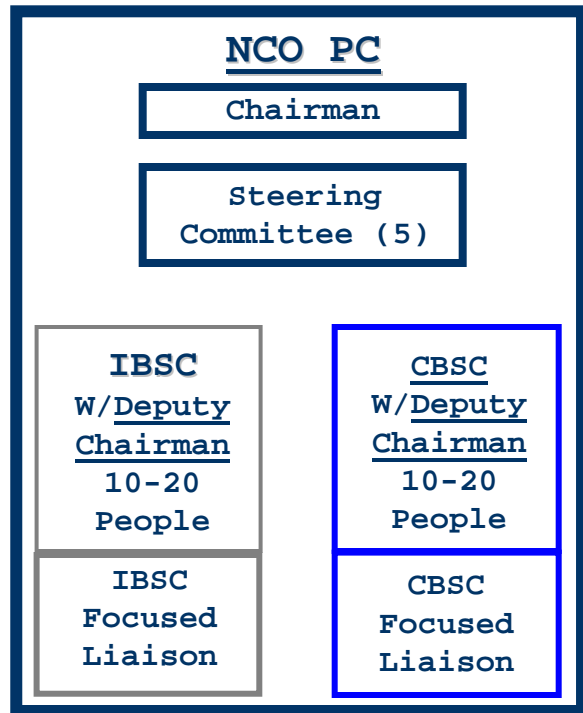 NCO PC
Chairman
Steering
Committee (5)
IBSC
W/Deputy
Chairman
10-20
People
IBSC
Focused
Liaison
CBSC
W/Deputy
Chairman
10-20
People
CBSC
Focused
Liaison